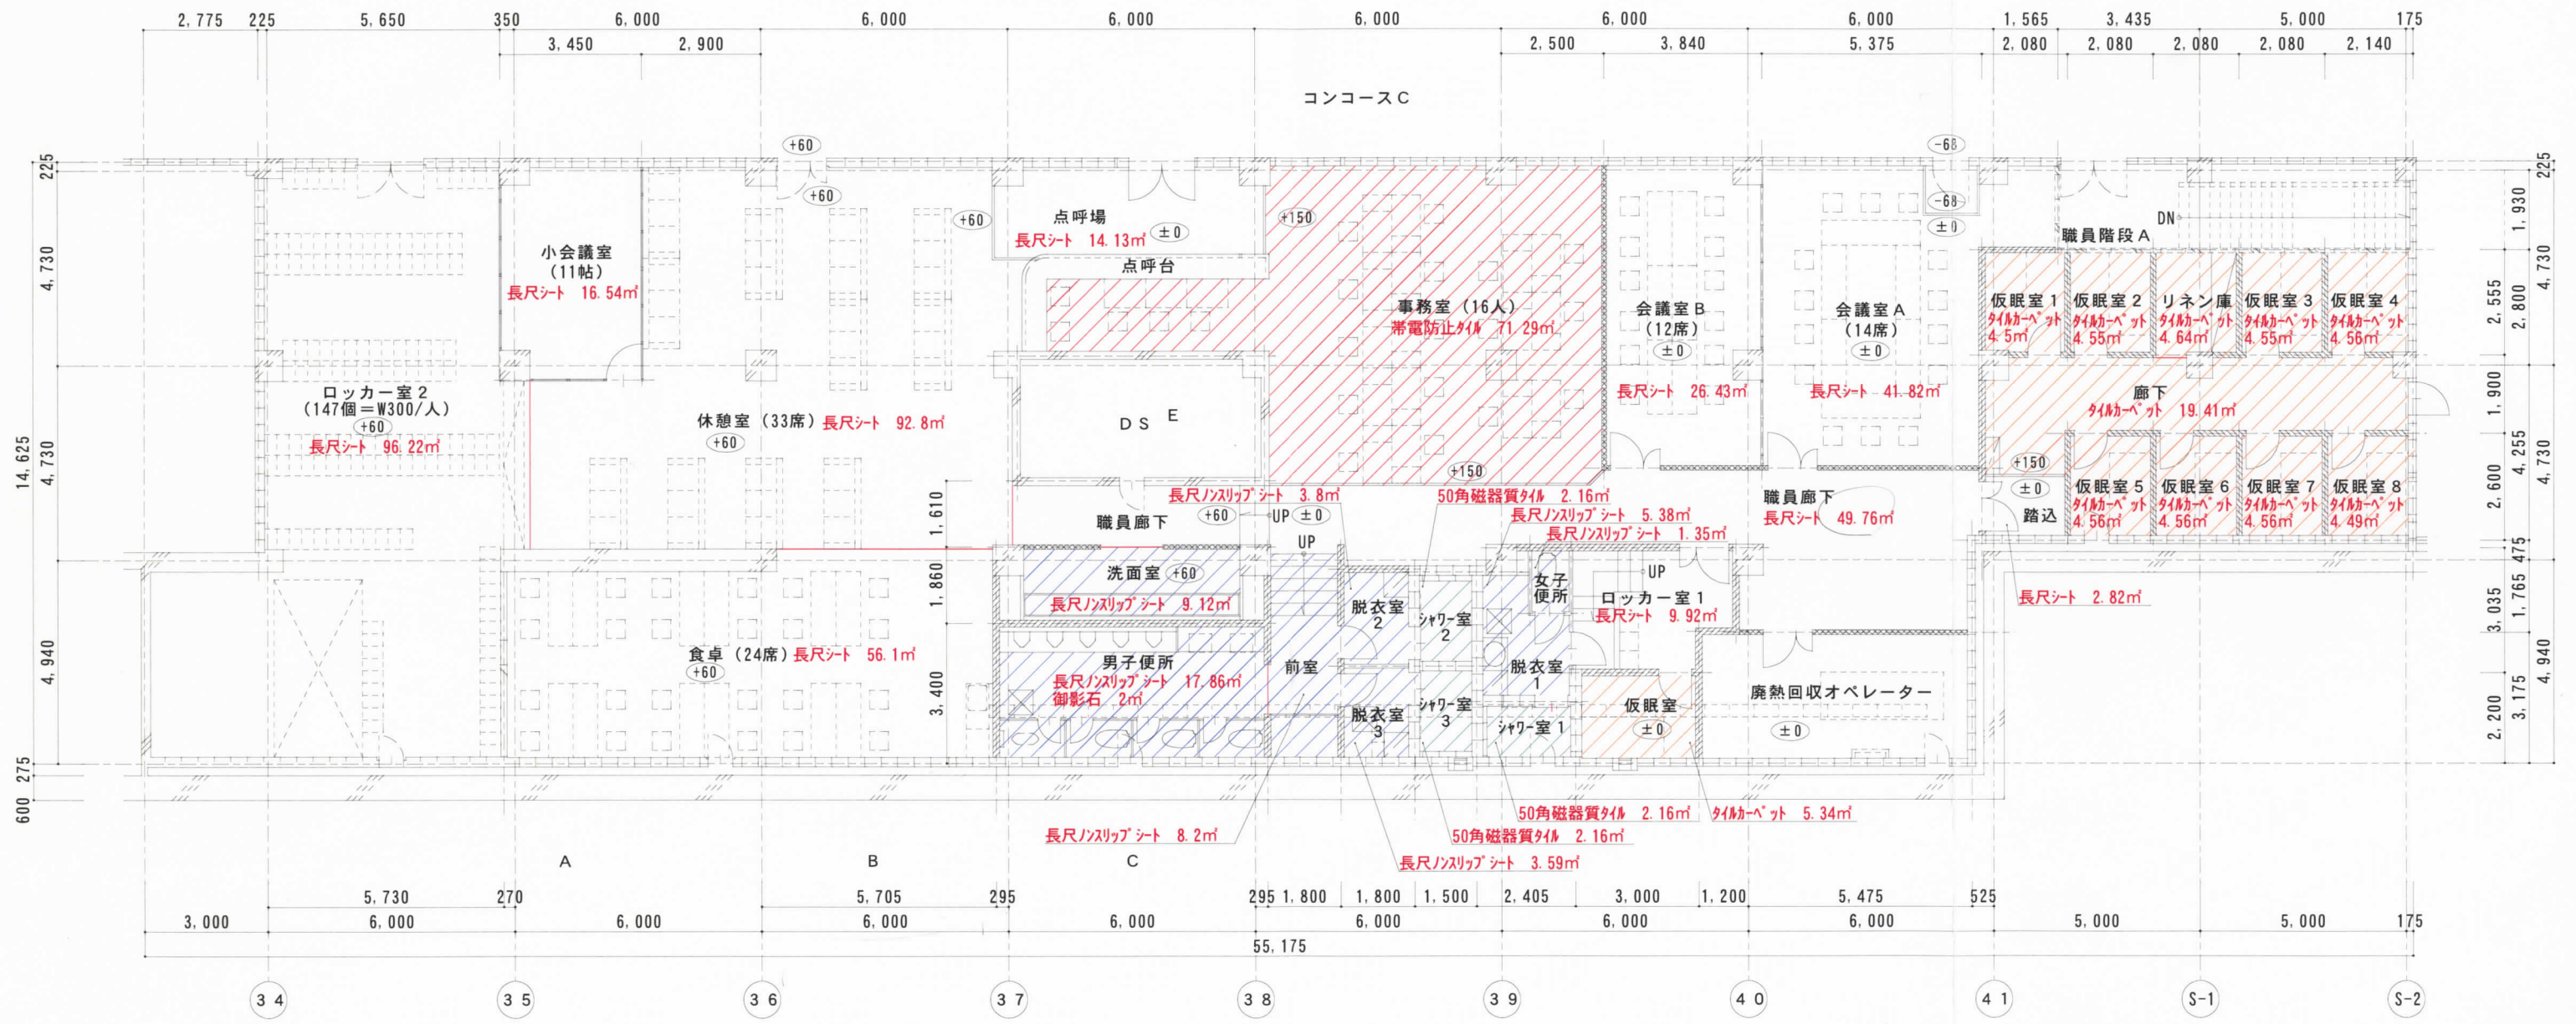 2,775 225 5,650 350 6,000 6,000 6,000 6,000 6,000 6,000 1,565 3,435 5,000 175
3,450 2,900 2,500 3,840 5,375 2,080 2,080 2,080 2,080 2,140
コンコースC
+60
-68
225
225
+60
+60
点呼場
長尺シート 14.13㎡
±0
+150
-68
±0
DN
職員階段A
1,930
4,730
小会議室
(11帖)
長尺シート 16.54㎡
点呼台
事務室(16人)
帯電防止タイル 71.29㎡
会議室B
(12席)
±0
長尺シート 26.43㎡
会議室A
(14席)
±0
長尺シート 41.82㎡
仮眠室1
タイルカーペット
4.5㎡
仮眠室2
タイルカーペット
4.55㎡
リネン庫
タイルカーペット
4.64㎡
仮眠室3
タイルカーペット
4.55㎡
仮眠室4
タイルカーペット
4.56㎡
2,555
2,800
4,730
ロッカー室2
(147個=W300/人)
+60
長尺シート 96.22㎡
休憩室(33席) 長尺シート 92.8㎡
+60
DS E
廊下
タイルカーペット 19.41㎡
1,900
14,625
4,730
+150
+150
±0
踏込
仮眠室5
タイルカーペット
4.56㎡
仮眠室6
タイルカーペット
4.56㎡
仮眠室7
タイルカーペット
4.56㎡
仮眠室8
タイルカーペット
4.49㎡
2,600
4,255
4,730
1,610
職員廊下
長尺ノンスリップシート 3.8㎡
+60
UP
±0
UP
50角磁器質タイル 2.16㎡
長尺ノンスリップシート 5.38㎡
長尺ノンスリップシート 1.35㎡
職員廊下
長尺シート 49.76㎡
475
1,860
洗面室
+60
長尺ノンスリップシート 9.12㎡
脱衣室
2
シャワー室
2
女子
便所
UP
ロッカー室1
長尺シート 9.92㎡
長尺シート 2.82㎡
3,035
1,765
4,940
食卓(24席) 長尺シート 56.1㎡
+60
3,400
男子便所
長尺ノンスリップシート 17.86㎡
御影石 2㎡
前室
脱衣室
3
シャワー室
3
脱衣室
1
シャワー室1
仮眠室
±0
廃熱回収オペレーター
±0
2,200
3,175
4,940
275
600
長尺ノンスリップシート 8.2㎡
50角磁器質タイル 2.16㎡
タイルカーペット 5.34㎡
50角磁器質タイル 2.16㎡
長尺ノンスリップシート 3.59㎡
A B C
5,730 270 5,705 295 295 1,800 1,800 1,500 2,405 3,000 1,200 5,475 525
3,000 6,000 6,000 6,000 6,000 6,000 6,000 6,000 5,000 5,000 175
55,175
34 35 36 37 38 39 40 41 S-1 S-2